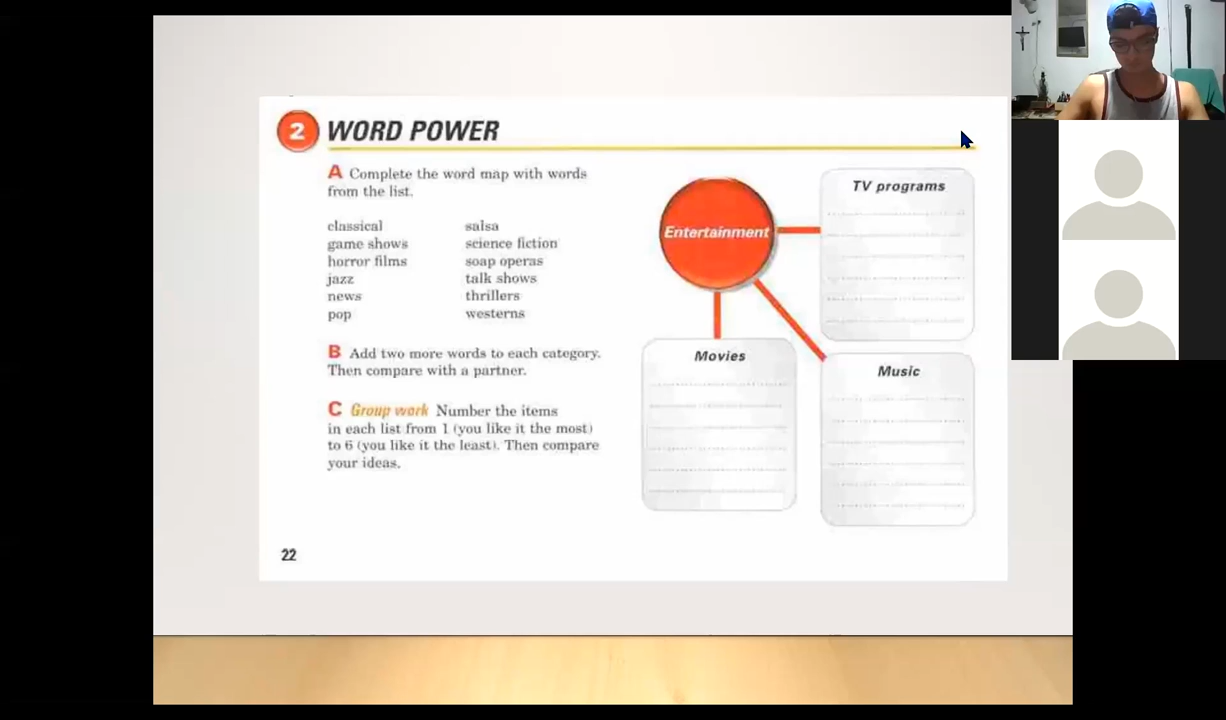 2 WORD POWER
A Complete the word map with words
from the list.
classical salsa
game shows science fiction
horror films soap operas
jazz talk shows
news thrillers
pop westerns
B Add two more words to each category.
Then compare with a partner.
C Group work Number the items
in each list from 1 (you like it the most)
to 6 (you like it the least). Then compare
your ideas.
Entertainment
TV programs
Movies
Music
22